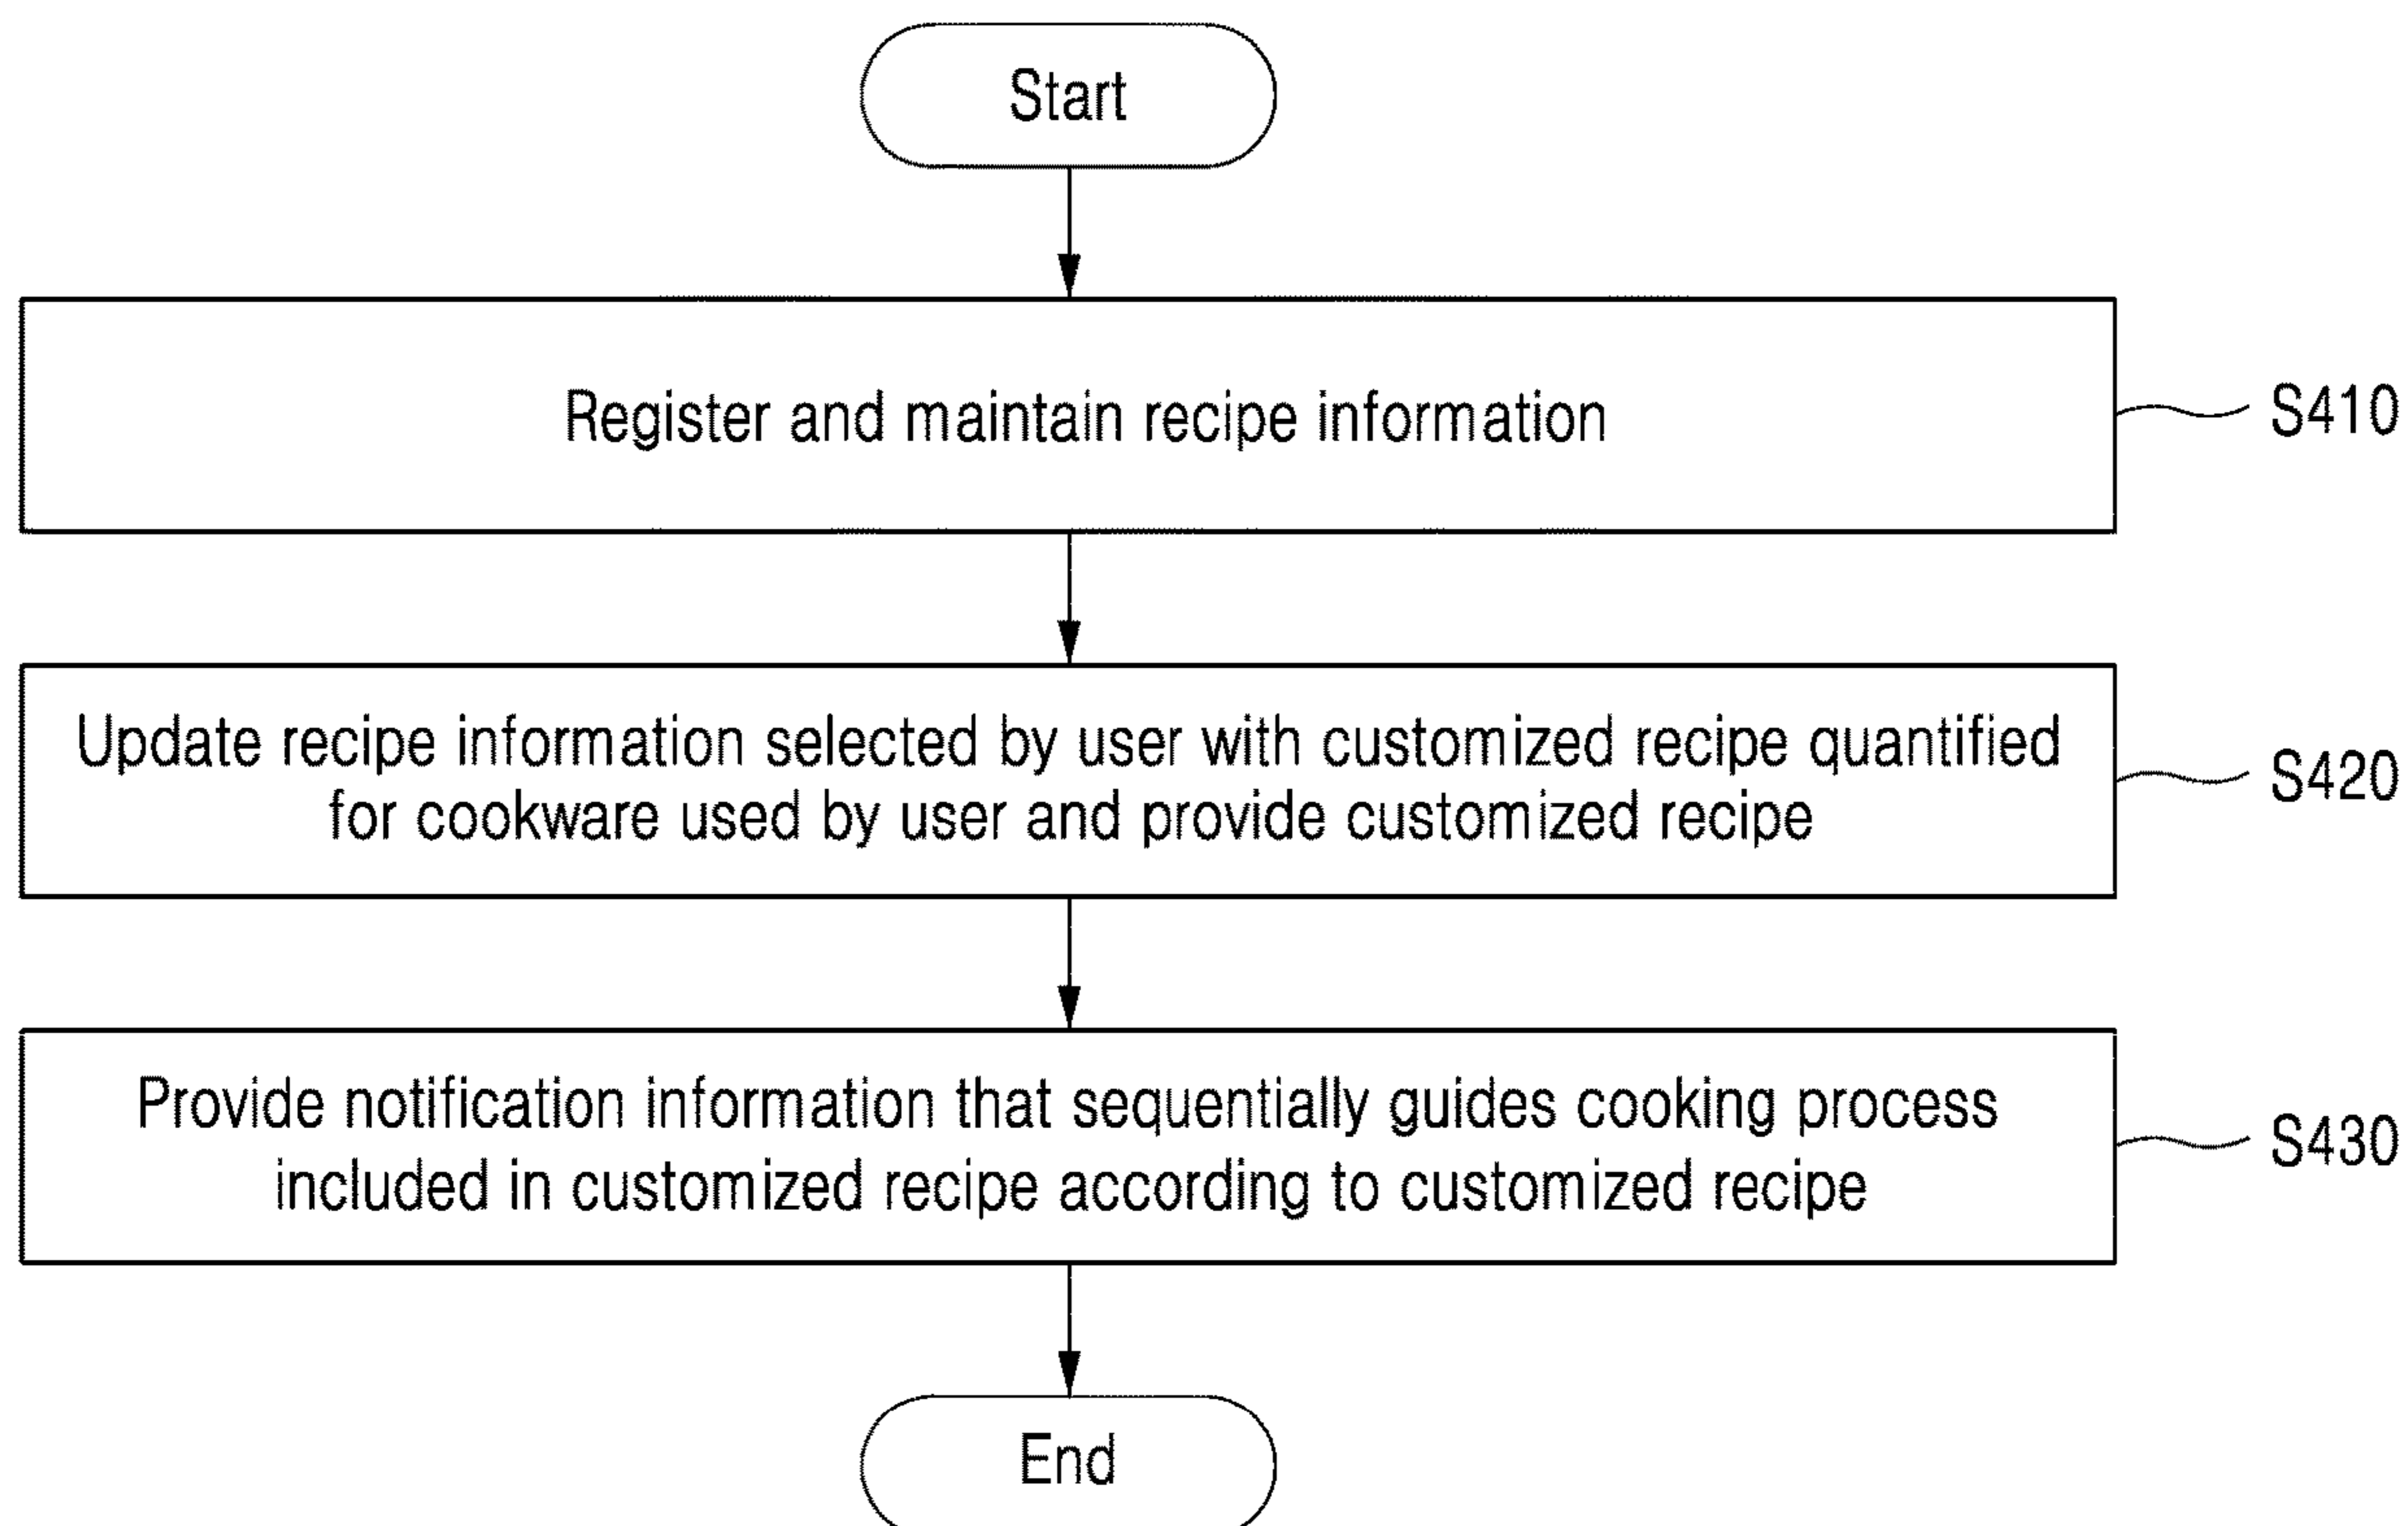 Start
Register and maintain recipe information
S410
Update recipe information selected by user with customized recipe quantified
for cookware used by user and provide customized recipe
S420
Provide notification information that sequentially guides cooking process
included in customized recipe according to customized recipe
S430
End